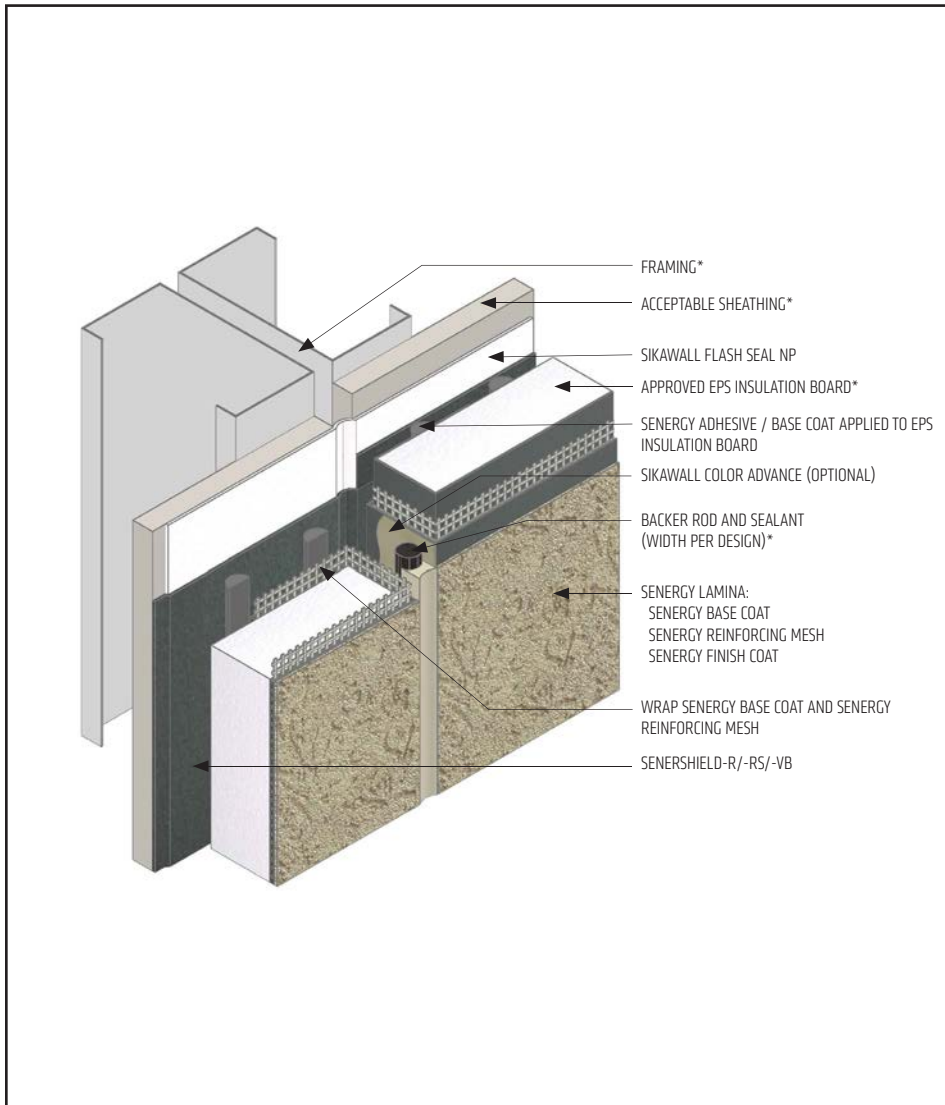 FRAMING*
ACCEPTABLE SHEATHING*
SIKAWALL FLASH SEAL NP
APPROVED EPS INSULATION BOARD*
SENERGY ADHESIVE / BASE COAT APPLIED TO EPS
INSULATION BOARD
SIKAWALL COLOR ADVANCE (OPTIONAL)
BACKER ROD AND SEALANT
(WIDTH PER DESIGN)*
SENERGY LAMINA:
SENERGY BASE COAT
SENERGY REINFORCING MESH
SENERGY FINISH COAT
WRAP SENERGY BASE COAT AND SENERGY
REINFORCING MESH
SENERSHIELD-R/-RS/-VB